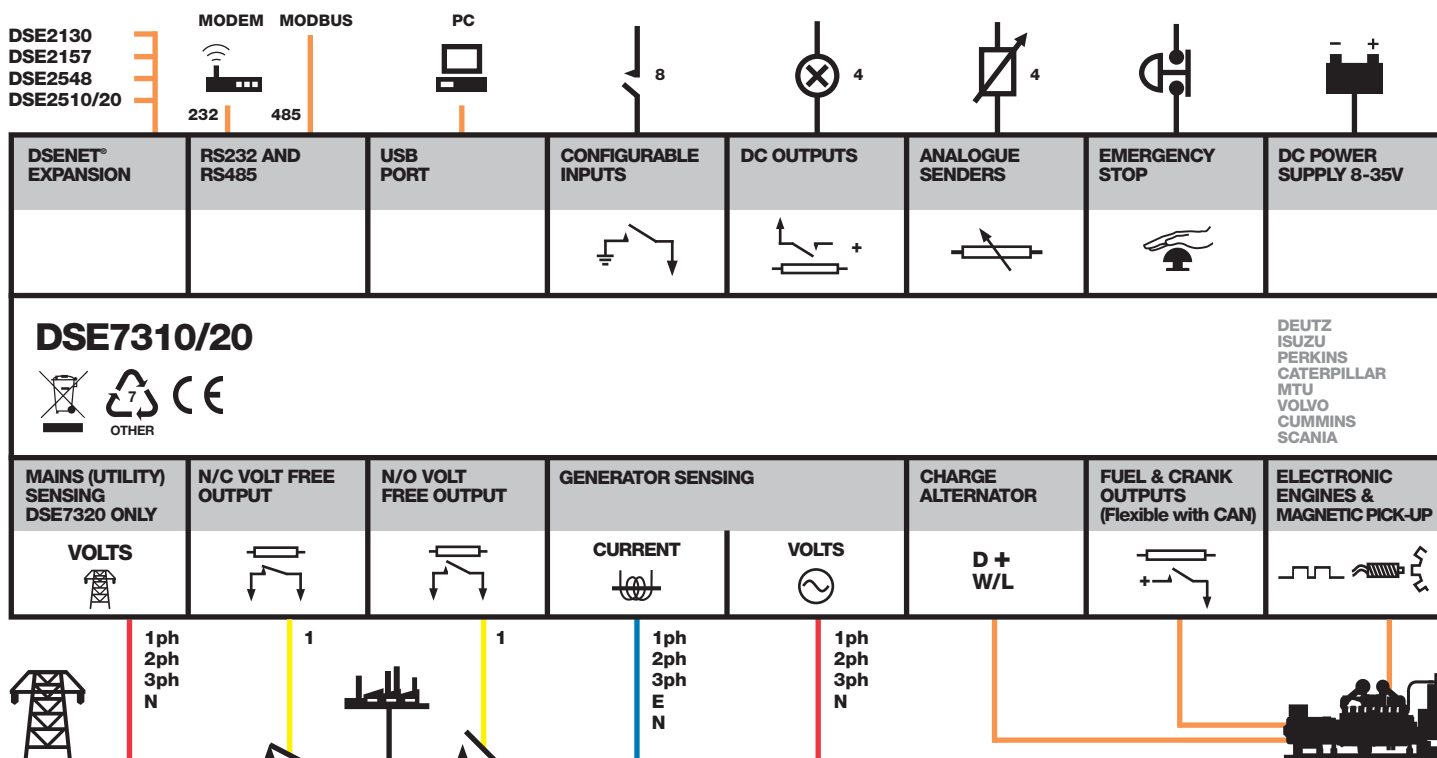 DSE2130
DSE2157
DSE2548
DSE2510/20
MODEM MODBUS
232 485
PC
8
4
4
- +
DSENET®
EXPANSION
RS232 AND
RS485
USB
PORT
CONFIGURABLE
INPUTS
DC OUTPUTS
ANALOGUE
SENDERS
EMERGENCY
STOP
DC POWER
SUPPLY 8-35V
+
DSE7310/20
7
OTHER
CE
DEUTZ
ISUZU
PERKINS
CATERPILLAR
MTU
VOLVO
CUMMINS
SCANIA
MAINS (UTILITY)
SENSING
DSE7320 ONLY
VOLTS
N/C VOLT FREE
OUTPUT
N/O VOLT
FREE OUTPUT
GENERATOR SENSING
CURRENT
VOLTS
CHARGE
ALTERNATOR
D +
W/L
FUEL & CRANK
OUTPUTS
(Flexible with CAN)
+
ELECTRONIC
ENGINES &
MAGNETIC PICK-UP
1ph
2ph
3ph
N
1
1
1ph
2ph
3ph
E
N
1ph
2ph
3ph
N